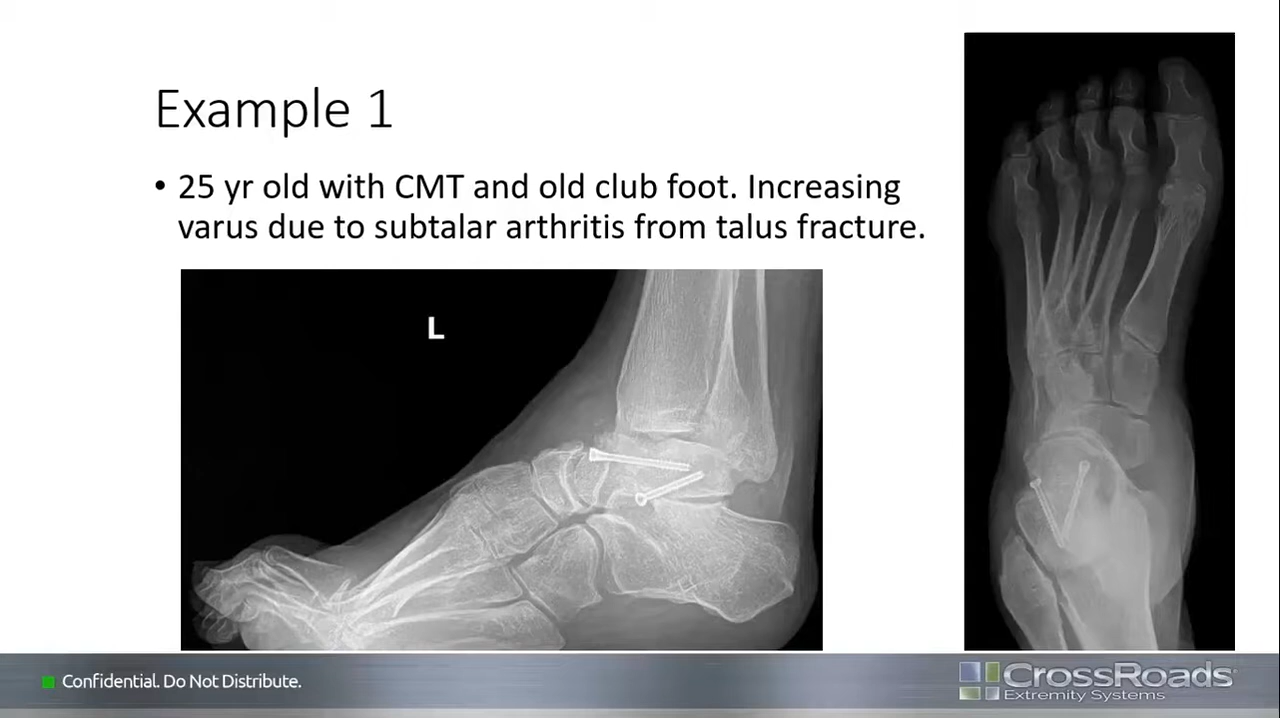 Example 1
• 25 yr old with CMT and old club foot. Increasing
varus due to subtalar arthritis from talus fracture.
L
Confidential. Do Not Distribute.
CrossRoads
Extremity Systems